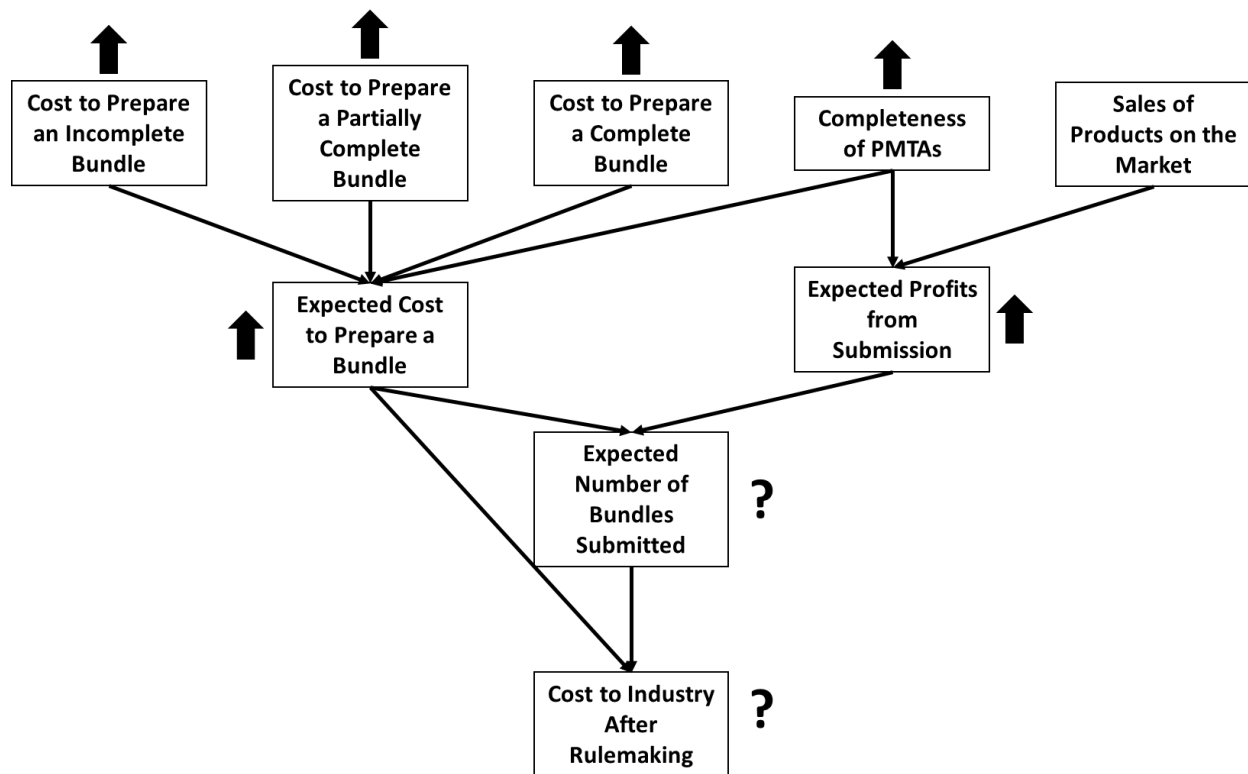 Cost to Prepare
an Incomplete
Bundle
Cost to Prepare
a Partially
Complete
Bundle
Cost to Prepare
a Complete
Bundle
Completeness
of PMTAs
Sales of
Products on the
Market
Expected Cost
to Prepare a
Bundle
Expected Profits
from
Submission
Expected
Number of
Bundles
Submitted
?
Cost to Industry
After
Rulemaking
?